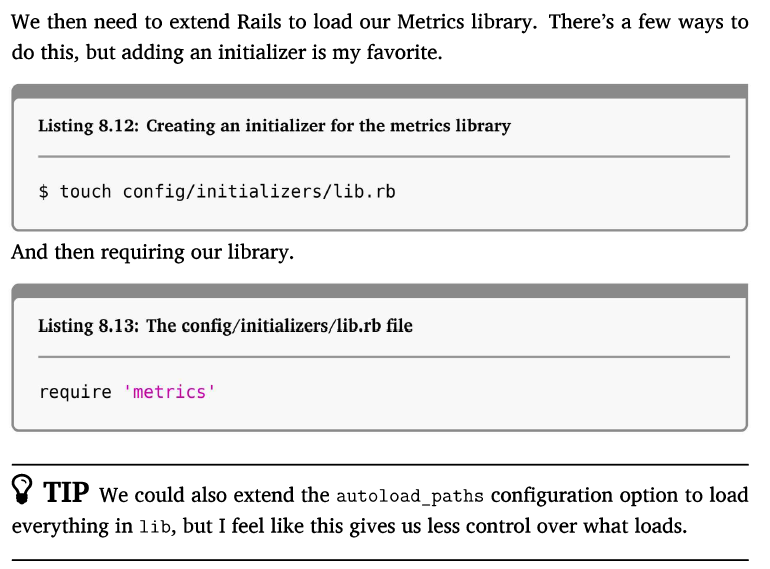 We then need to extend Rails to load our Metrics library. There's a few ways to
do this, but adding an initializer is my favorite.
Listing 8.12: Creating an initializer for the metrics library
$ touch config/initializers/lib.rb
And then requiring our library.
Listing 8.13: The config/initializers/lib.rb file
require 'metrics'
TIP We could also extend the autoload_paths configuration option to load
everything in lib, but I feel like this gives us less control over what loads.